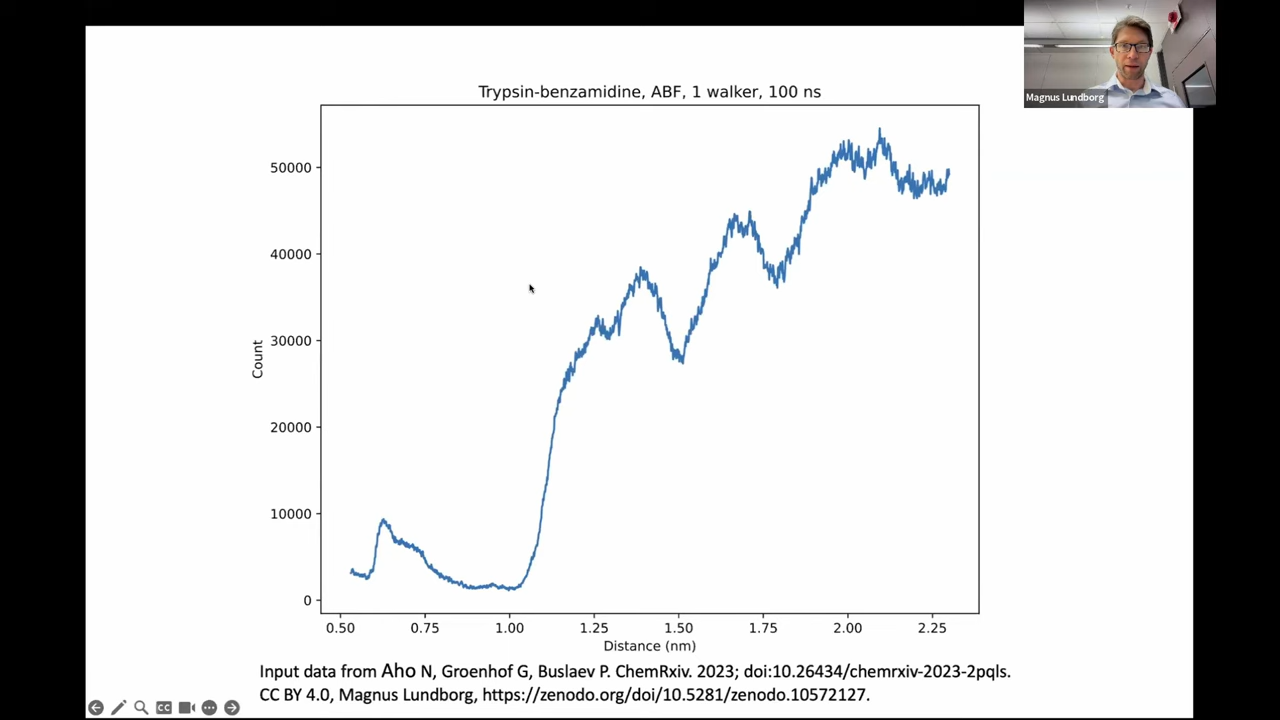 Magnus Lundborg
Trypsin-benzamidine, ABF, 1 walker, 100 ns
50000
40000
30000
20000
10000
0
Count
0.50 0.75 1.00 1.25 1.50 1.75 2.00 2.25
Distance (nm)
Input data from Aho N, Groenhof G, Buslaev P. ChemRxiv. 2023; doi:10.26434/chemrxiv-2023-2pqls.
CC BY 4.0, Magnus Lundborg, https://zenodo.org/doi/10.5281/zenodo.10572127.
CC